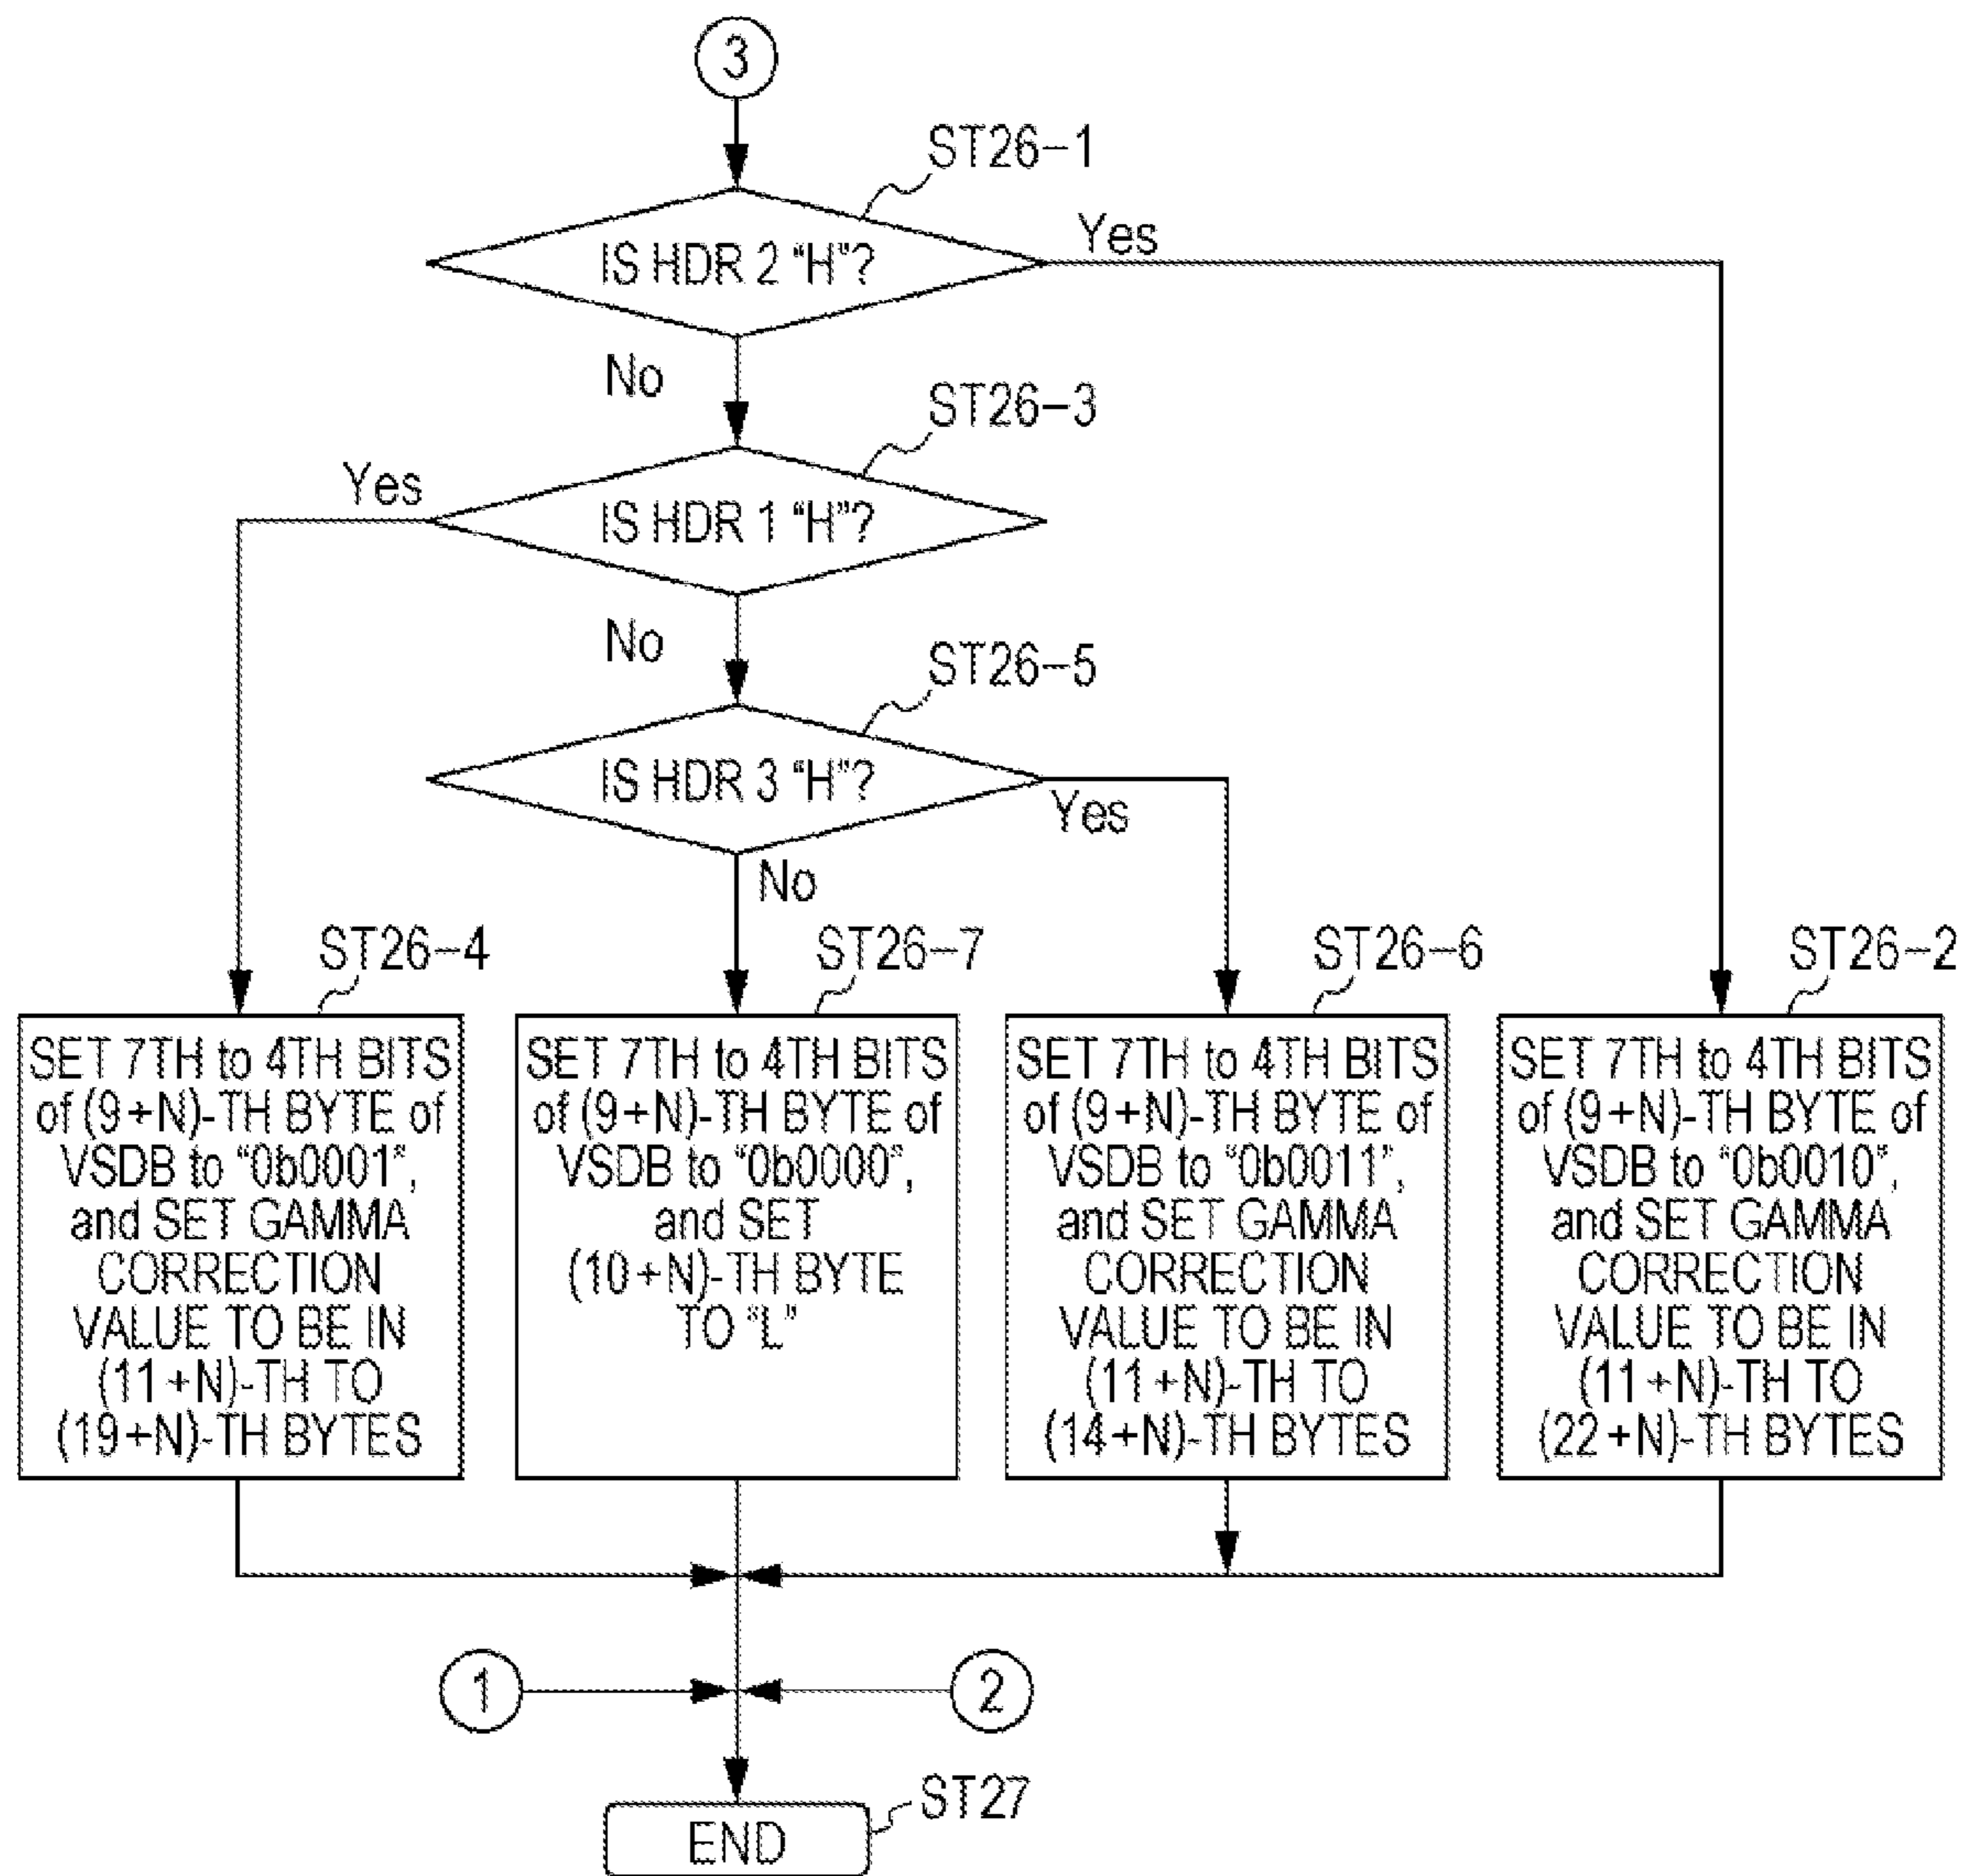 3
ST26-1
IS HDR 2 "H"?
Yes
No
ST26-3
Yes
IS HDR 1 "H"?
No
ST26-5
IS HDR 3 "H"?
Yes
No
ST26-4
SET 7TH to 4TH BITS
of (9+N)-TH BYTE of
VSDB to "0b0001",
and SET GAMMA
CORRECTION
VALUE TO BE IN
(11+N)-TH TO
(19+N)-TH BYTES
ST26-7
SET 7TH to 4TH BITS
of (9+N)-TH BYTE of
VSDB to "0b0000",
and SET
(10+N)-TH BYTE
TO "L"
ST26-6
SET 7TH to 4TH BITS
of (9+N)-TH BYTE of
VSDB to "0b0011",
and SET GAMMA
CORRECTION
VALUE TO BE IN
(11+N)-TH TO
(14+N)-TH BYTES
ST26-2
SET 7TH to 4TH BITS
of (9+N)-TH BYTE of
VSDB to "0b0010",
and SET GAMMA
CORRECTION
VALUE TO BE IN
(11+N)-TH TO
(22+N)-TH BYTES
1
2
ST27
END